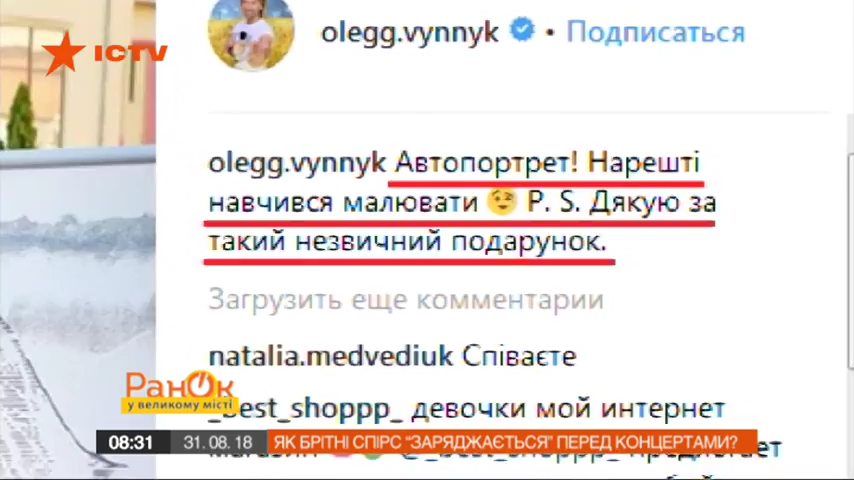 ICTV
olegg.vynnyk • Подписаться
olegg.vynnyk Автопортрет! Нарешті
навчився малювати 😉 P. S. Дякую за
такий незвичний подарунок.
Загрузить еще комментарии
natalia.medvediuk Співаєте
_best_shoppp_ девочки мой интернет
РанОк
у великому місті
08:31 31.08.18 ЯК БРІТНІ СПІРС "ЗАРЯДЖАЄТЬСЯ" ПЕРЕД КОНЦЕРТАМИ?